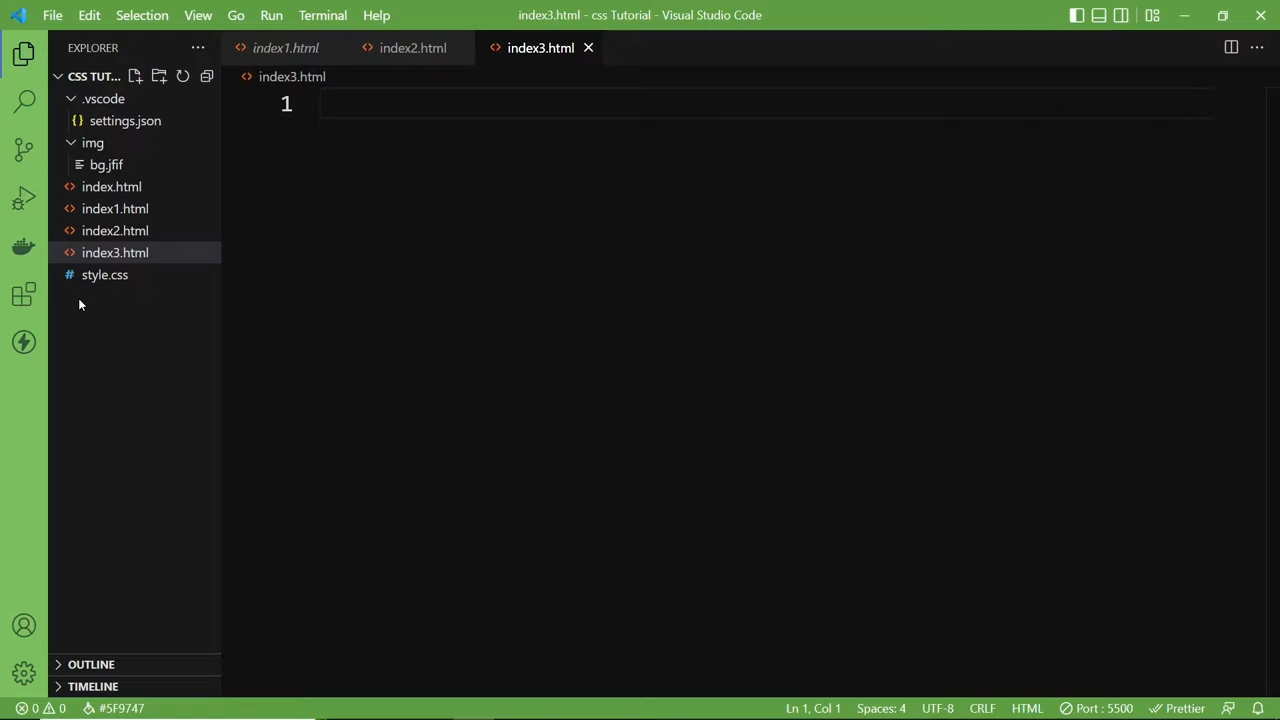 File Edit Selection View Go Run Terminal Help
index3.html - css Tutorial - Visual Studio Code
EXPLORER
index1.html
index2.html
index3.html
CSS TUT...
index3.html
1
.vscode
settings.json
img
bg.jfif
index.html
index1.html
index2.html
index3.html
style.css
OUTLINE
TIMELINE
0 0 #5F9747
Ln 1, Col 1 Spaces: 4 UTF-8 CRLF HTML Port : 5500 Prettier